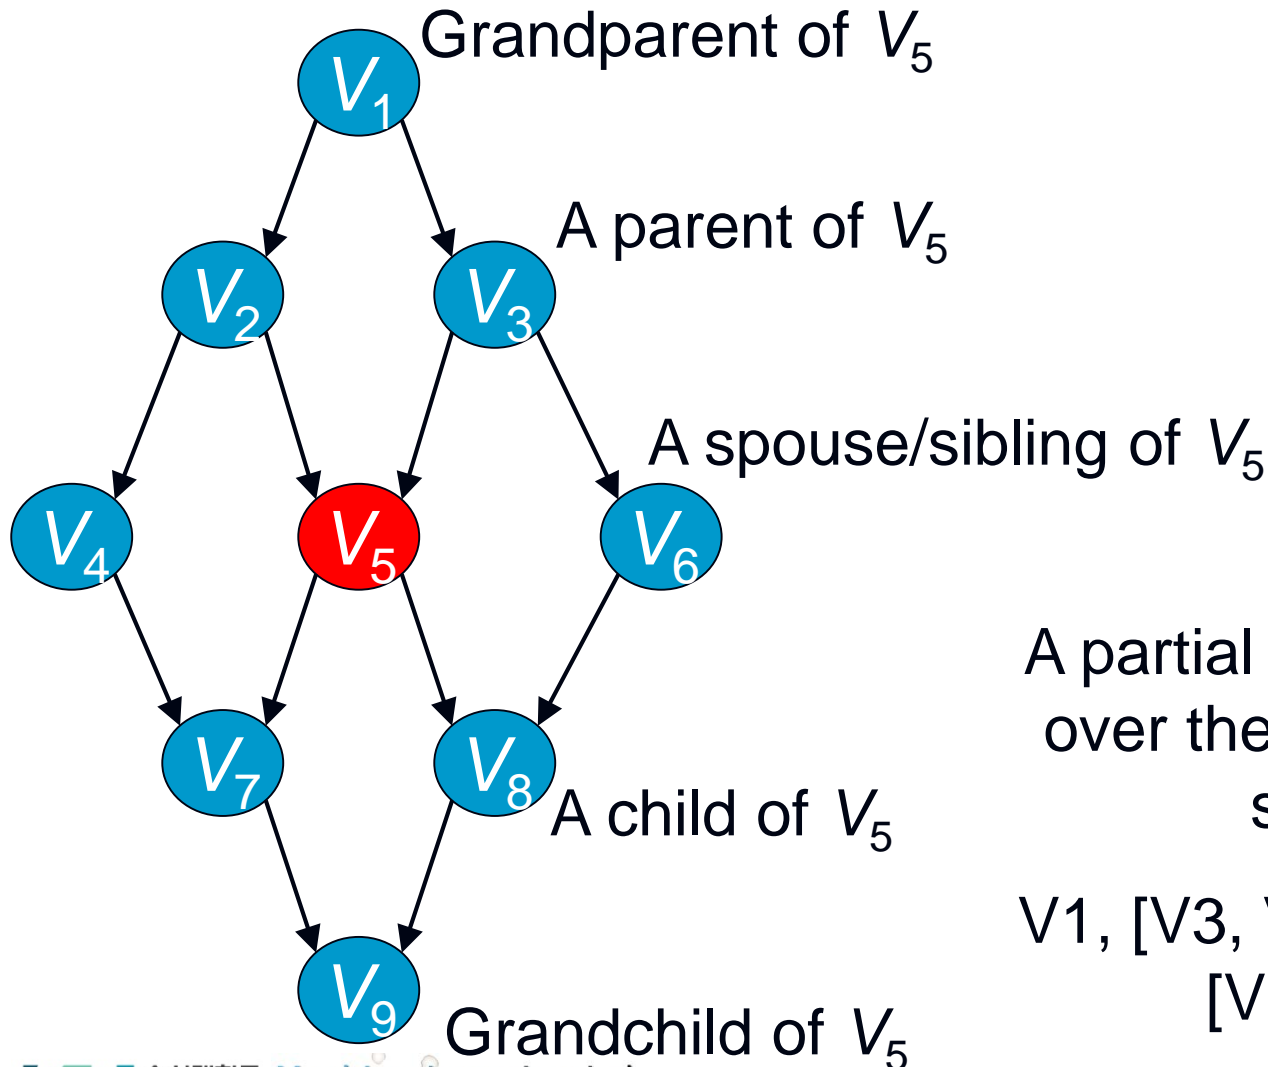 Grandparent of V5
V1
A parent of V5
V2
V3
A spouse/sibling of V5
V4
V5
V6
A partial
over the
V7
V8
A child of V5
V1, [V3,
[V
V9
Grandchild of V5